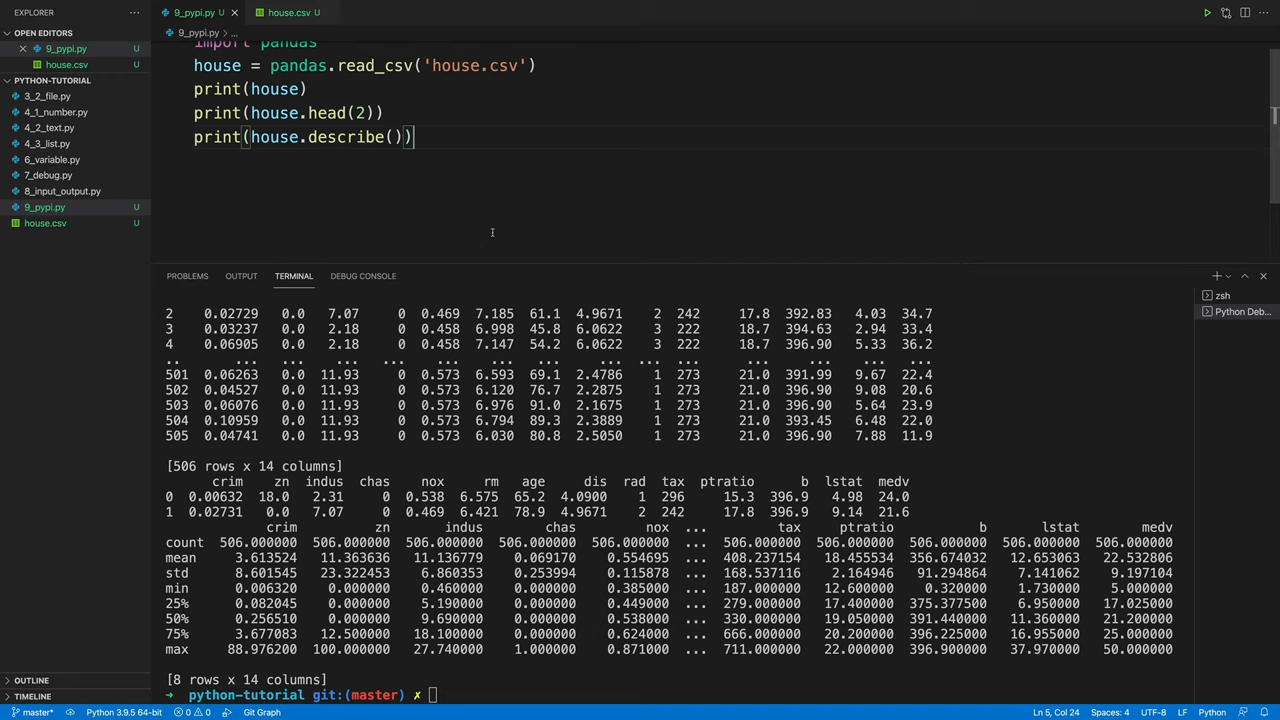 EXPLORER
...
OPEN EDITORS
9_pypi.py U
house.csv U
PYTHON-TUTORIAL
3_2_file.py
4_1_number.py
4_2_text.py
4_3_list.py
6_variable.py
7_debug.py
8_input_output.py
9_pypi.py U
house.csv U
OUTLINE
TIMELINE
9_pypi.py U
house.csv U
9_pypi.py > ...
import pandas
house = pandas.read_csv('house.csv')
print(house)
print(house.head(2))
print(house.describe())
PROBLEMS OUTPUT TERMINAL DEBUG CONSOLE
2 0.02729 0.0 7.07 0 0.469 7.185 61.1 4.9671 2 242 17.8 392.83 4.03 34.7
3 0.03237 0.0 2.18 0 0.458 6.998 45.8 6.0622 3 222 18.7 394.63 2.94 33.4
4 0.06905 0.0 2.18 0 0.458 7.147 54.2 6.0622 3 222 18.7 396.90 5.33 36.2
.. ... ... ... ... ... ... ... ... ... ... ... ... ... ...
501 0.06263 0.0 11.93 0 0.573 6.593 69.1 2.4786 1 273 21.0 391.99 9.67 22.4
502 0.04527 0.0 11.93 0 0.573 6.120 76.7 2.2875 1 273 21.0 396.90 9.08 20.6
503 0.06076 0.0 11.93 0 0.573 6.976 91.0 2.1675 1 273 21.0 396.90 5.64 23.9
504 0.10959 0.0 11.93 0 0.573 6.794 89.3 2.3889 1 273 21.0 393.45 6.48 22.0
505 0.04741 0.0 11.93 0 0.573 6.030 80.8 2.5050 1 273 21.0 396.90 7.88 11.9
[506 rows x 14 columns]
crim zn indus chas nox rm age dis rad tax ptratio b lstat medv
0 0.00632 18.0 2.31 0 0.538 6.575 65.2 4.0900 1 296 15.3 396.9 4.98 24.0
1 0.02731 0.0 7.07 0 0.469 6.421 78.9 4.9671 2 242 17.8 396.9 9.14 21.6
crim zn indus chas nox ... tax ptratio b lstat medv
count 506.000000 506.000000 506.000000 506.000000 506.000000 ... 506.000000 506.000000 506.000000 506.000000 506.000000
mean 3.613524 11.363636 11.136779 0.069170 0.554695 ... 408.237154 18.455534 356.674032 12.653063 22.532806
std 8.601545 23.322453 6.860353 0.253994 0.115878 ... 168.537116 2.164946 91.294864 7.141062 9.197104
min 0.006320 0.000000 0.460000 0.000000 0.385000 ... 187.000000 12.600000 0.320000 1.730000 5.000000
25% 0.082045 0.000000 5.190000 0.000000 0.449000 ... 279.000000 17.400000 375.377500 6.950000 17.025000
50% 0.256510 0.000000 9.690000 0.000000 0.538000 ... 330.000000 19.050000 391.440000 11.360000 21.200000
75% 3.677083 12.500000 18.100000 0.000000 0.624000 ... 666.000000 20.200000 396.225000 16.955000 25.000000
max 88.976200 100.000000 27.740000 1.000000 0.871000 ... 711.000000 22.000000 396.900000 37.970000 50.000000
[8 rows x 14 columns]
➜ python-tutorial git:(master) ✗
zsh
Python Deb...
master* Python 3.9.5 64-bit 0 0 Git Graph Ln 5, Col 24 Spaces: 4 UTF-8 LF Python